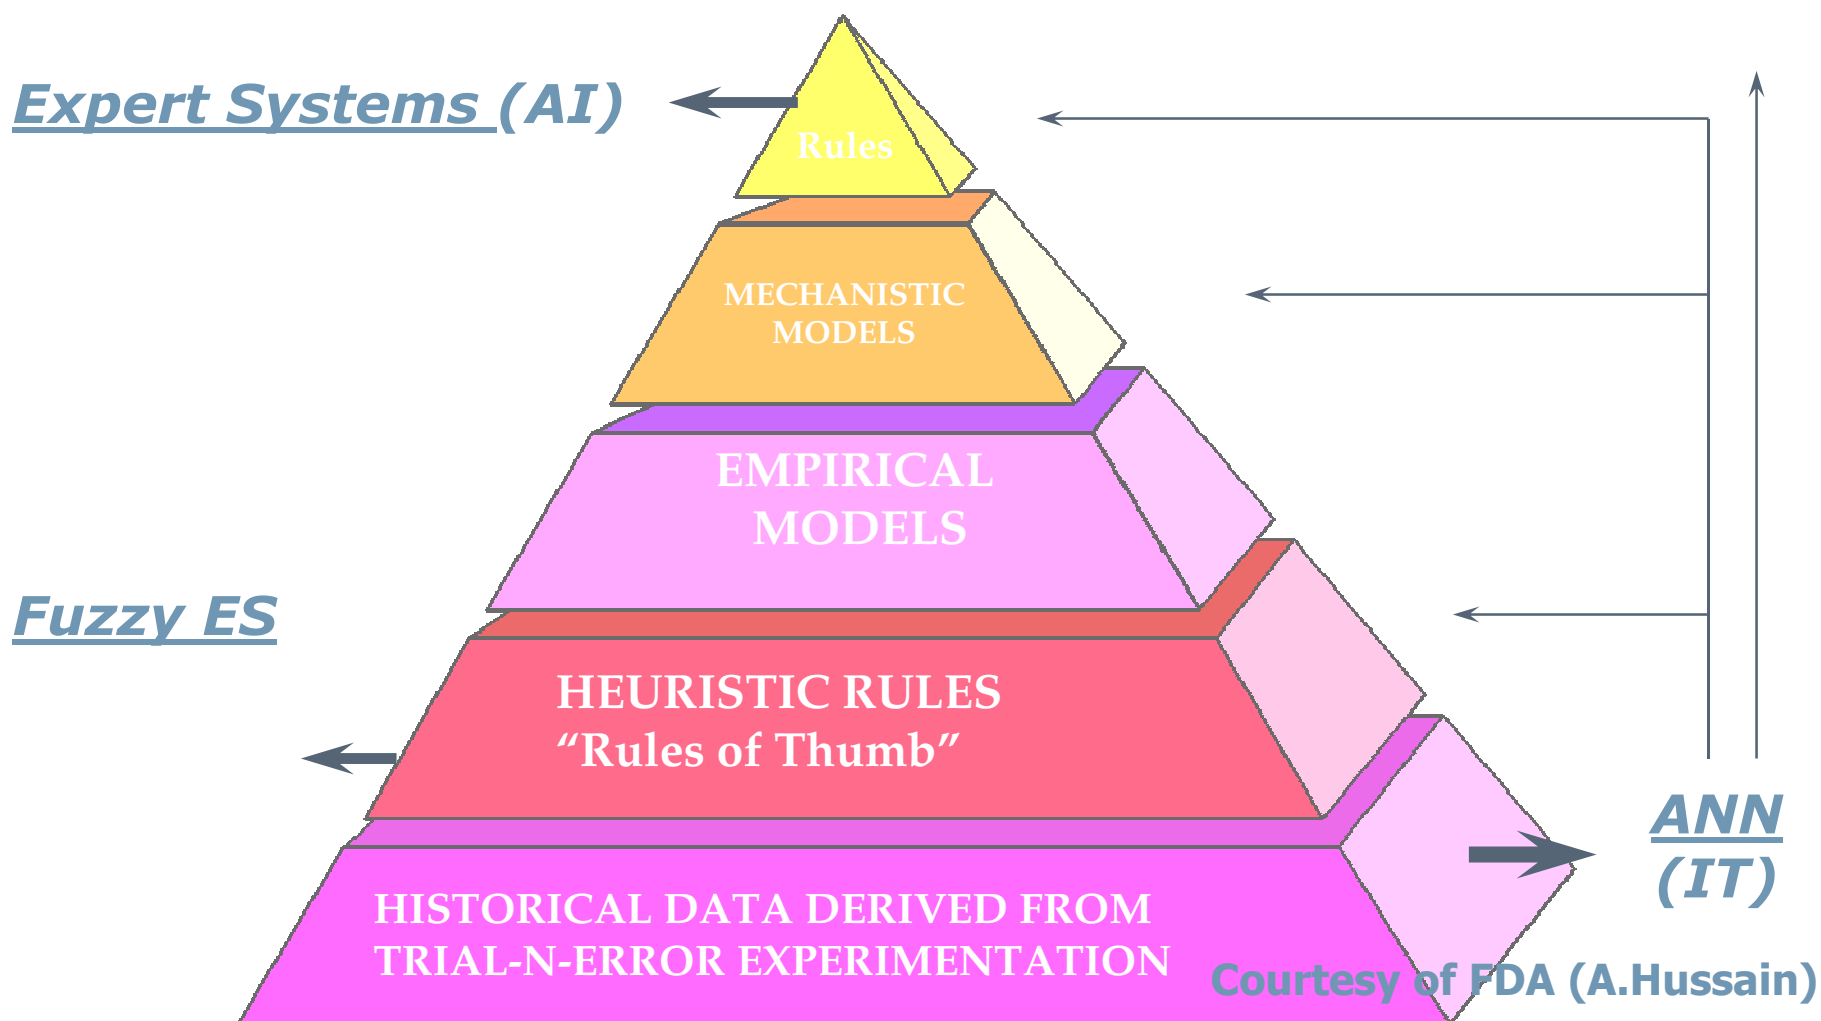 Expert Systems (AI)
Rules
MECHANISTIC
MODELS
EMPIRICAL
MODELS
Fuzzy ES
HEURISTIC RULES
“Rules of Thumb”
ANN
(IT)
HISTORICAL DATA DERIVED FROM
TRIAL-N-ERROR EXPERIMENTATION
Courtesy of FDA (A.Hussain)